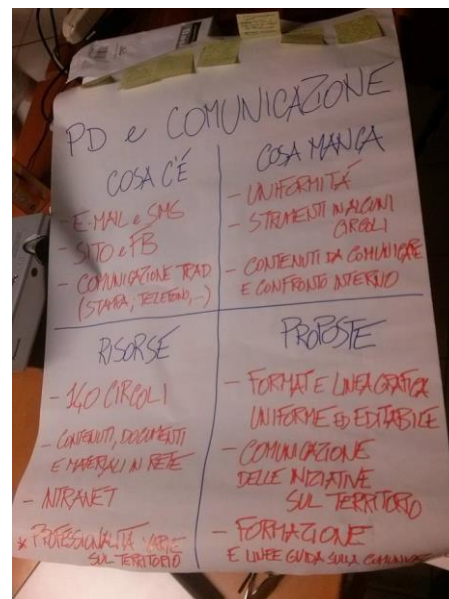 PD e COMUNICAZIONE
COSA C'É
- E-MAIL e SMS
- SITO e FB
- COMUNICAZIONE TRAD.
(STAMPA, TELEFONO,...)
COSA MANCA
- UNIFORMITÁ
- STRUMENTI IN ALCUNI
CIRCOLI
- CONTENUTI DA COMUNICARE
E CONFRONTO INTERNO
RISORSE
- 140 CIRCOLI
- CONTENUTI, DOCUMENTI
E MATERIALI IN RETE
- INTRANET
* PROFESSIONALITÀ VARIE
SUL TERRITORIO
PROPOSTE
- FORMAT E LINEA GRAFICA
UNIFORME ED EDITABILE
- COMUNICAZIONE
DELLE INIZIATIVE
SUL TERRITORIO
- FORMAZIONE
E LINEE GUIDA SULLA